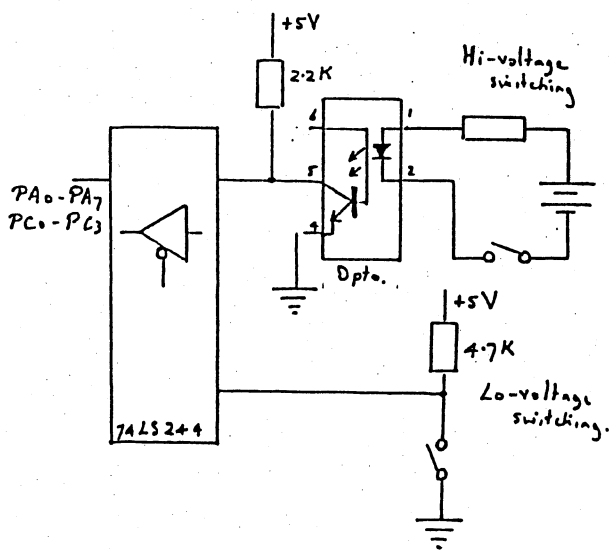 +5V
2.2K
Hi-voltage
switching
6
1
5
2
PA0-PA7
PC0-PC3
4
Opto.
+5V
4.7K
Lo-voltage
switching.
74LS244